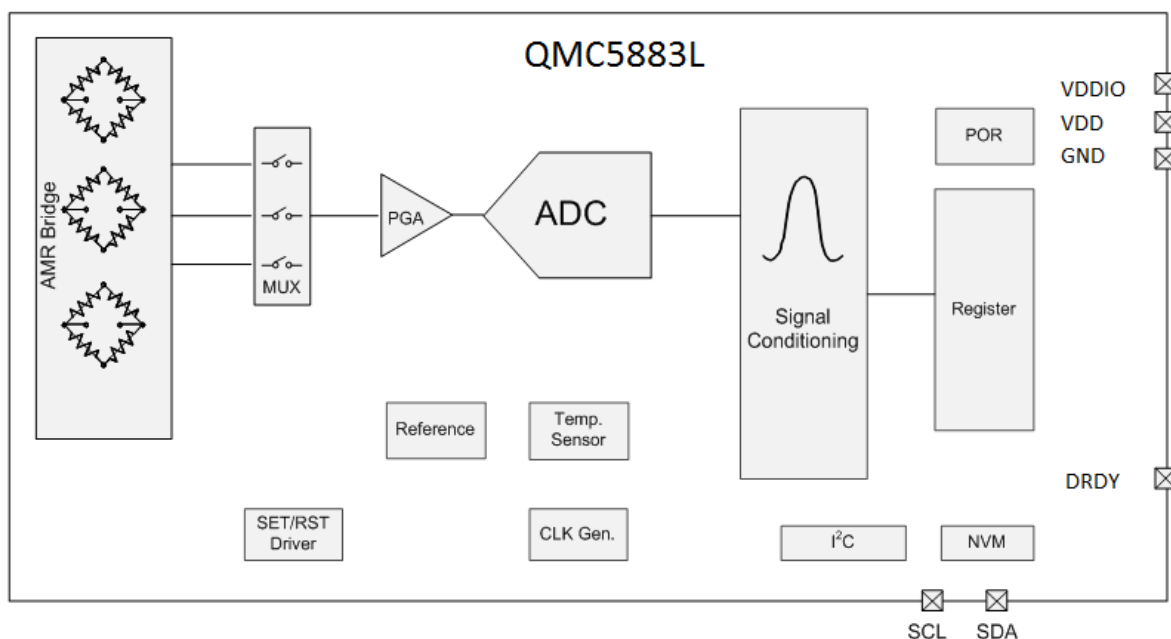 QMC5883L
AMR Bridge
MUX
PGA
ADC
Signal
Conditioning
POR
Register
VDDIO
VDD
GND
Reference
Temp.
Sensor
DRDY
SET/RST
Driver
CLK Gen.
I²C
NVM
SCL
SDA